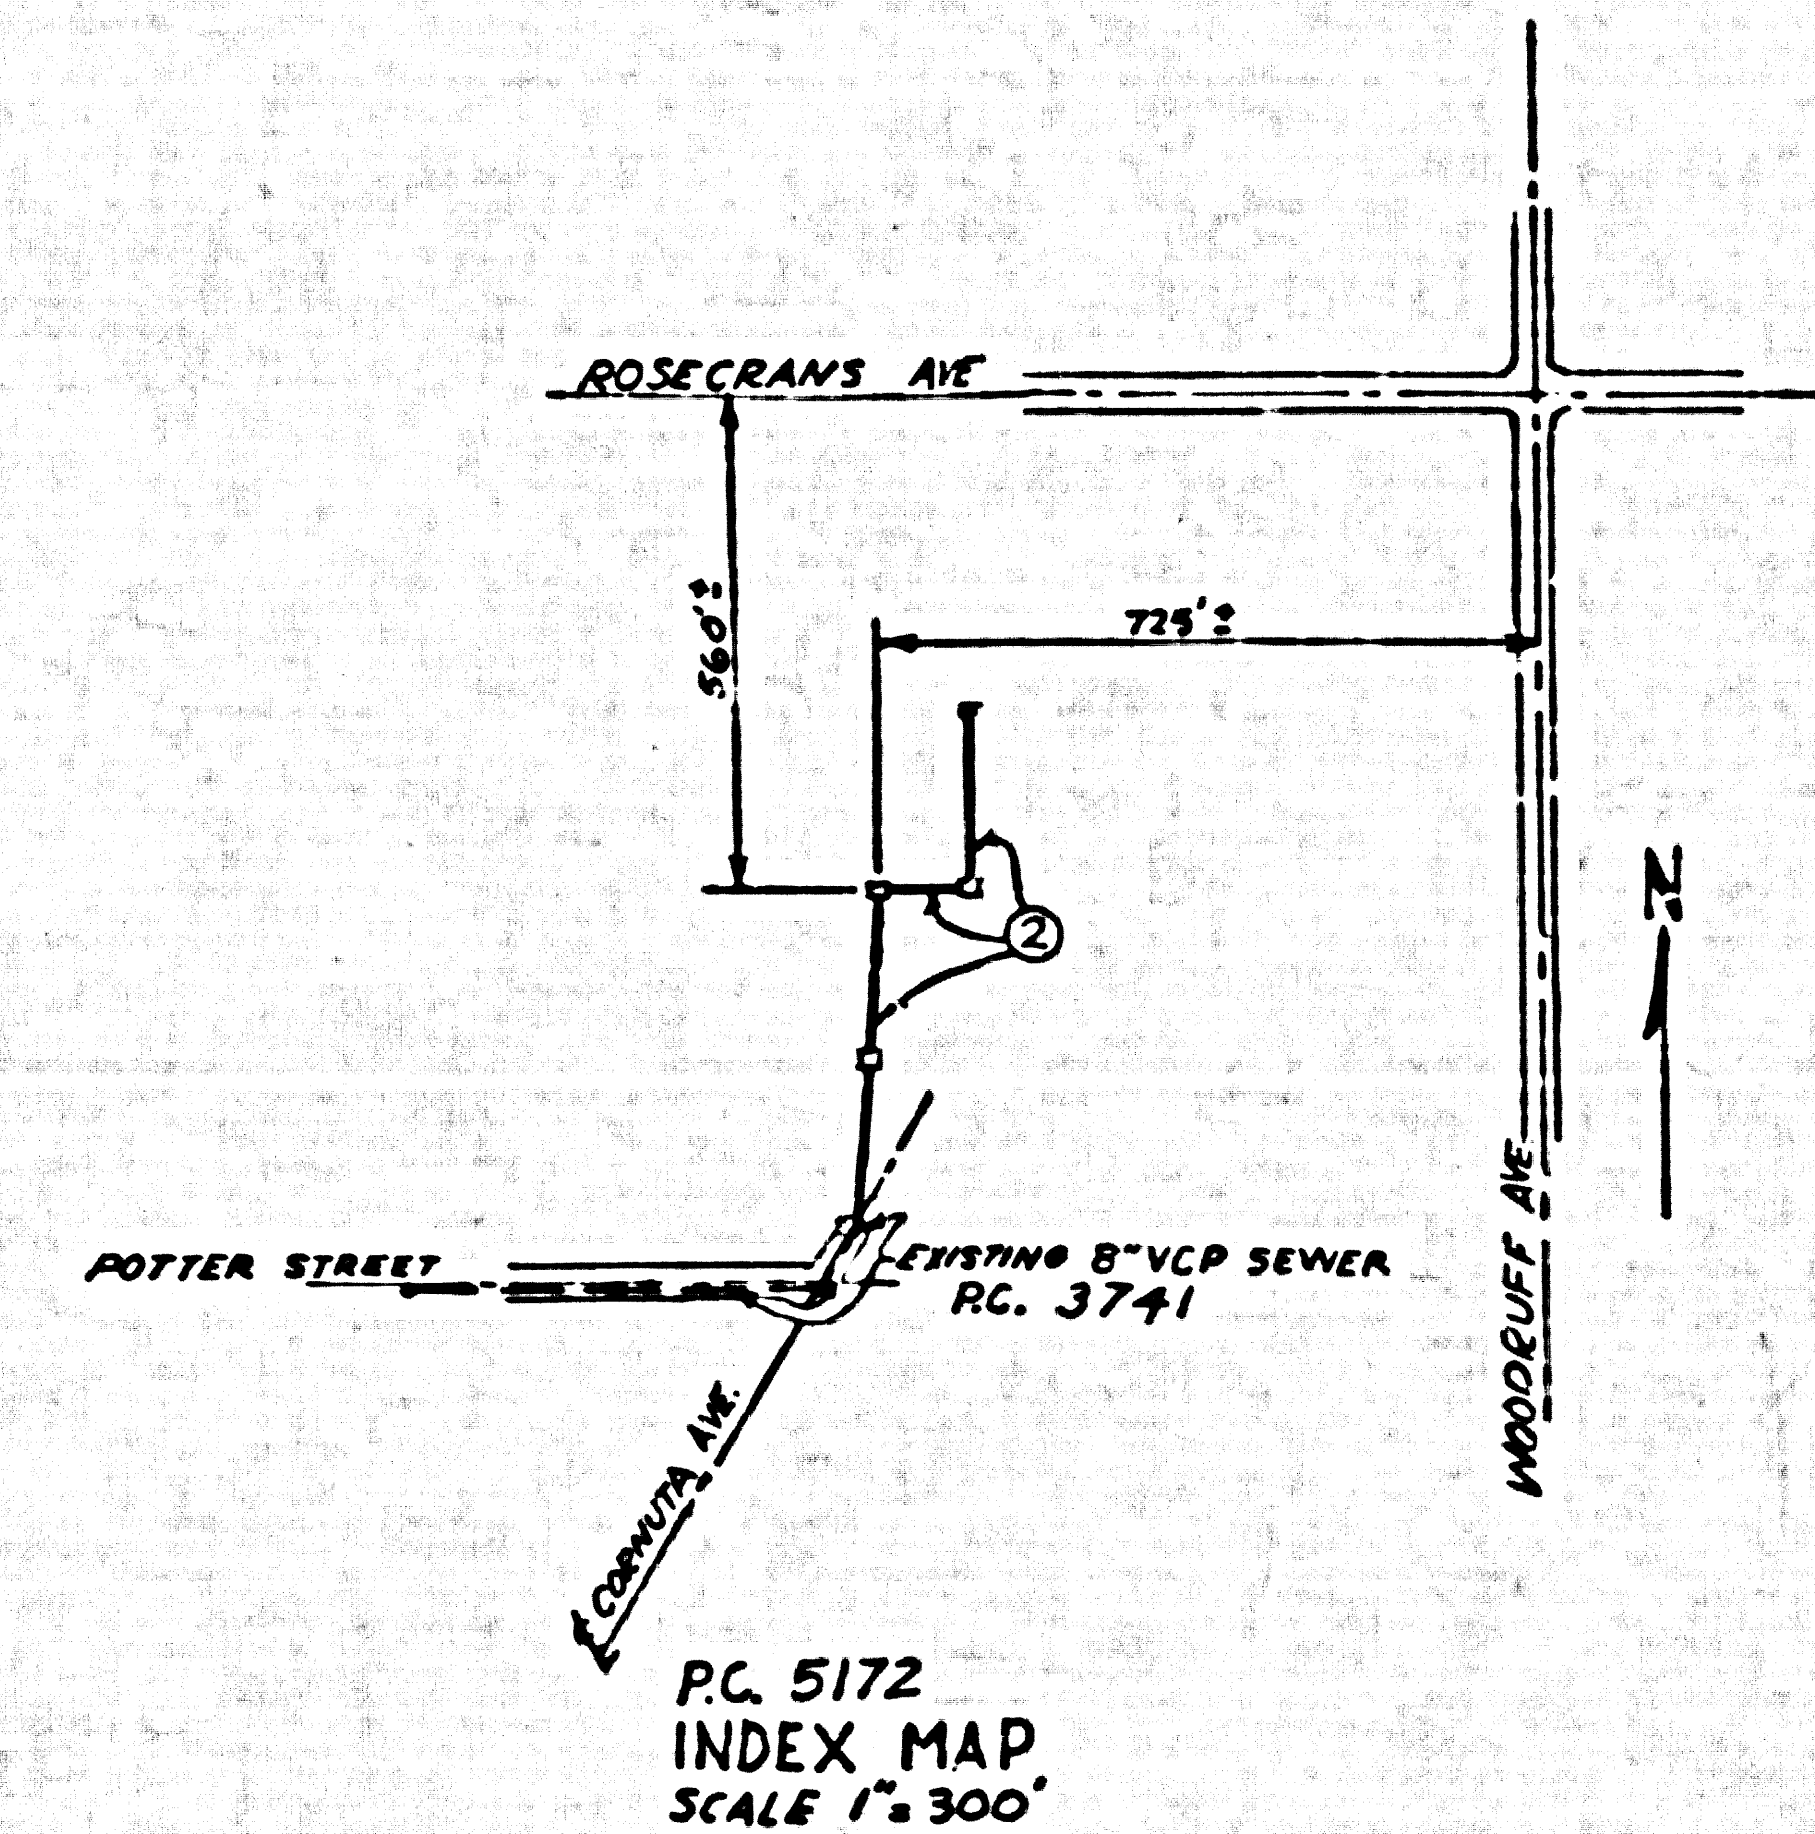 ROSECRANS AVE
560'±
725'±
N
2
WOODRUFF AVE
POTTER STREET
EXISTING 8" VCP SEWER
P.C. 3741
CORNUTA AVE.
P.C. 5172
INDEX MAP
SCALE 1"=300'